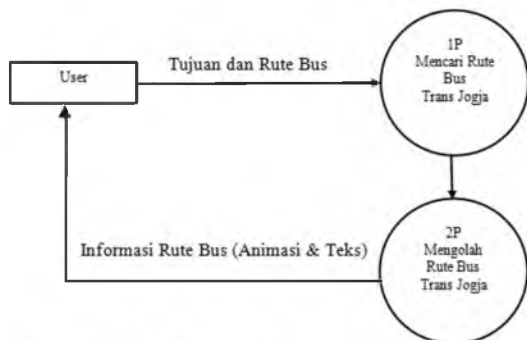 User
Tujuan dan Rute Bus
1P
Mencari Rute
Bus
Trans Jogja
Informasi Rute Bus (Animasi & Teks)
2P
Mengolah
Rute Bus
Trans Jogja